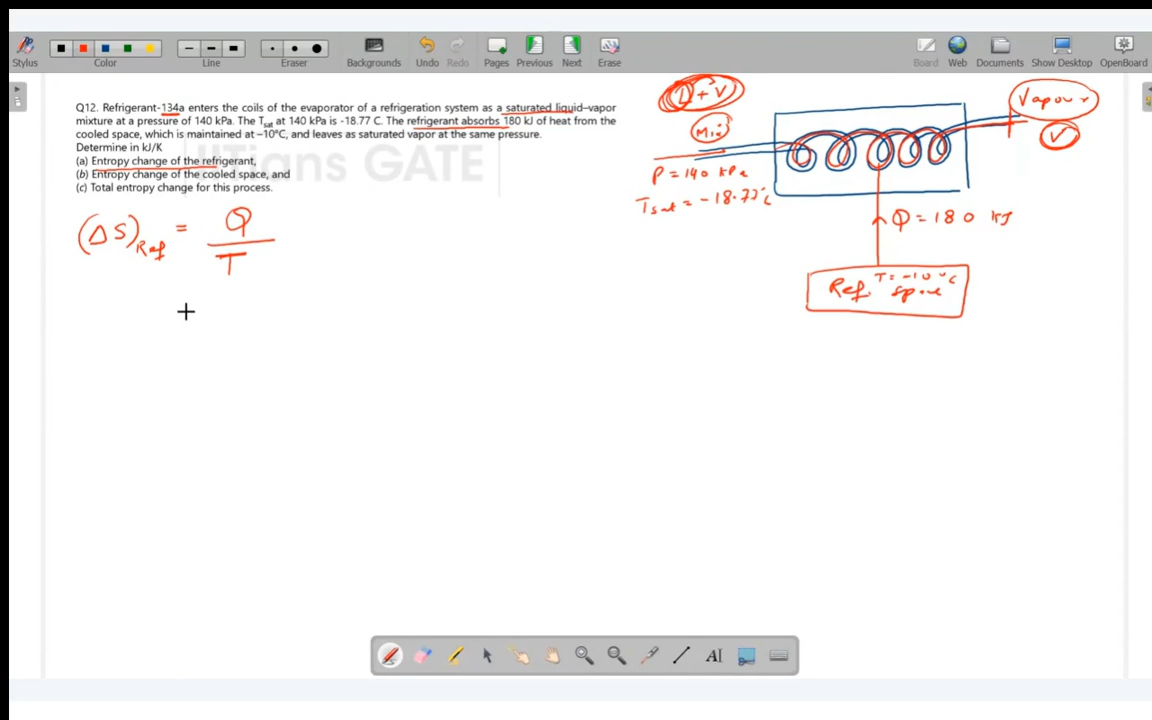 Stylus
Color
Line
Eraser
Backgrounds
Undo
Redo
Pages
Previous
Next
Erase
Board
Web
Documents
Show Desktop
OpenBoard
Q12. Refrigerant-134a enters the coils of the evaporator of a refrigeration system as a saturated liquid–vapor
mixture at a pressure of 140 kPa. The Tsat at 140 kPa is -18.77 C. The refrigerant absorbs 180 kJ of heat from the
cooled space, which is maintained at –10°C, and leaves as saturated vapor at the same pressure.
Determine in kJ/K
(a) Entropy change of the refrigerant,
(b) Entropy change of the cooled space, and
(c) Total entropy change for this process.
IITians GATE
(ΔS)Ref = Q
T
L + V
Mix
P = 140 kPa
Tsat = -18.77°C
Vapour
V
Q = 180 kJ
T = -10°C
Ref. space
AI